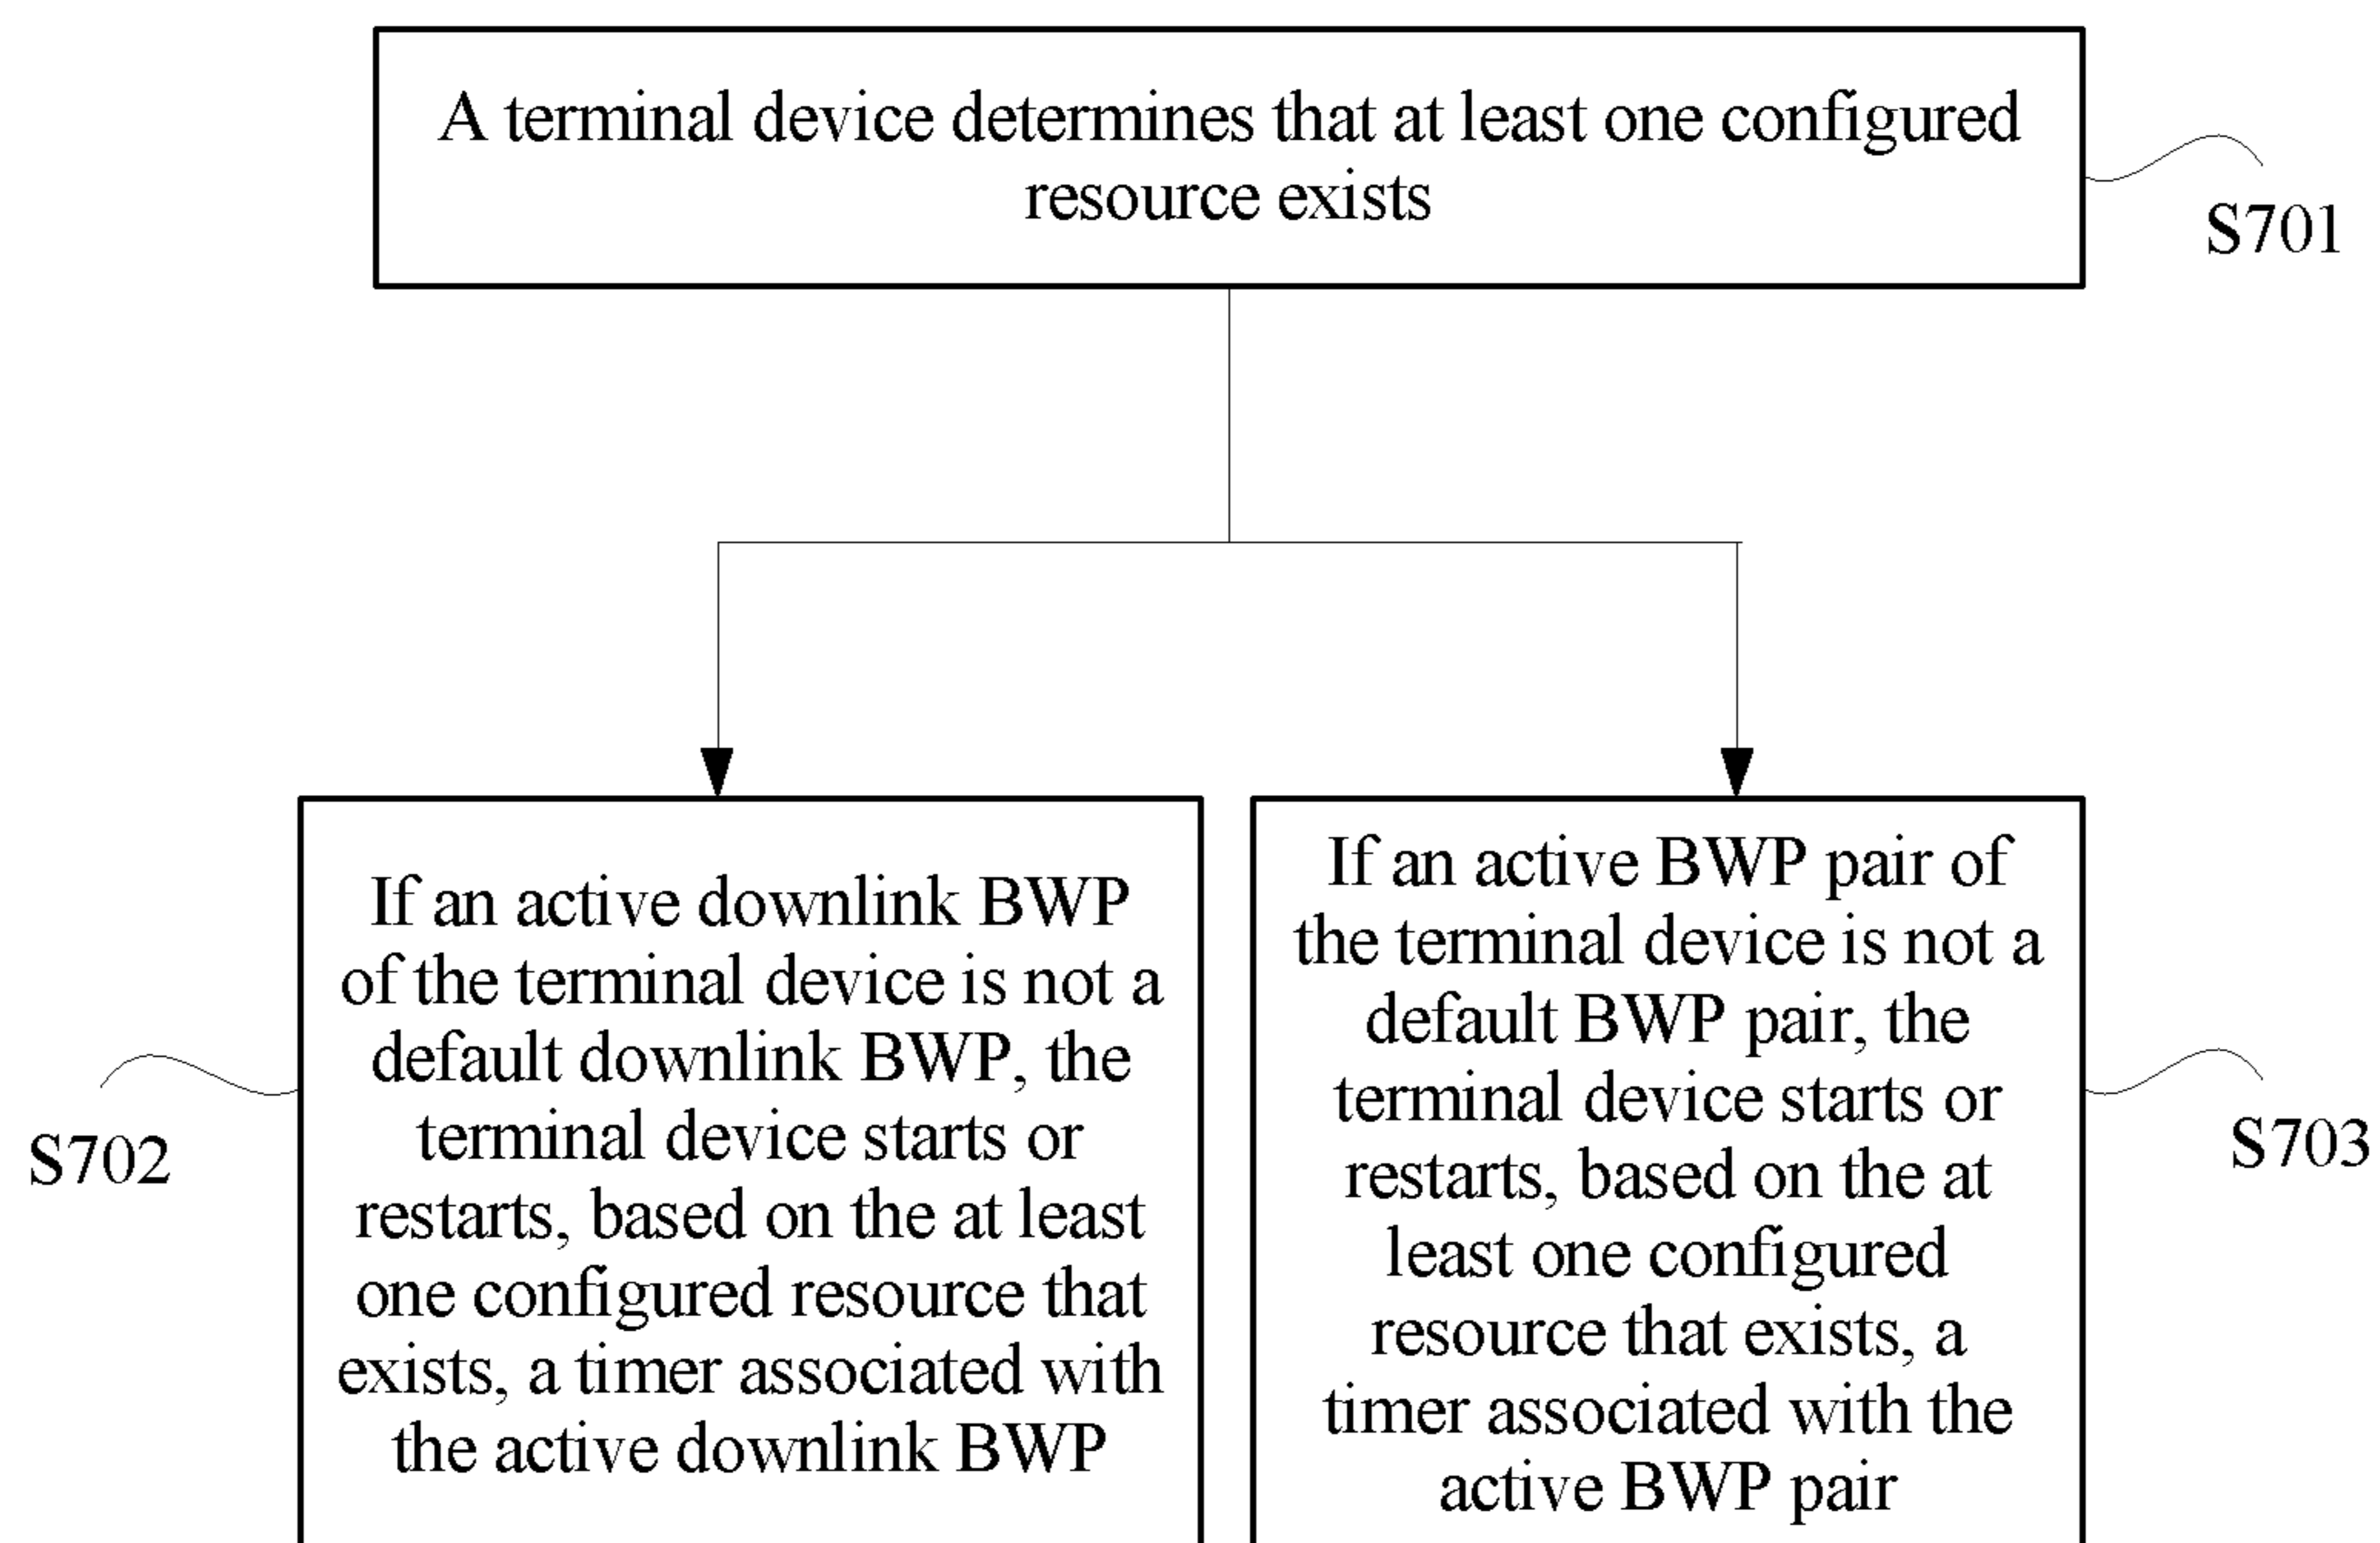 A terminal device determines that at least one configured
resource exists
S701
If an active downlink BWP
of the terminal device is not a
default downlink BWP, the
terminal device starts or
restarts, based on the at least
one configured resource that
exists, a timer associated with
the active downlink BWP
S702
If an active BWP pair of
the terminal device is not a
default BWP pair, the
terminal device starts or
restarts, based on the at
least one configured
resource that exists, a
timer associated with the
active BWP pair
S703